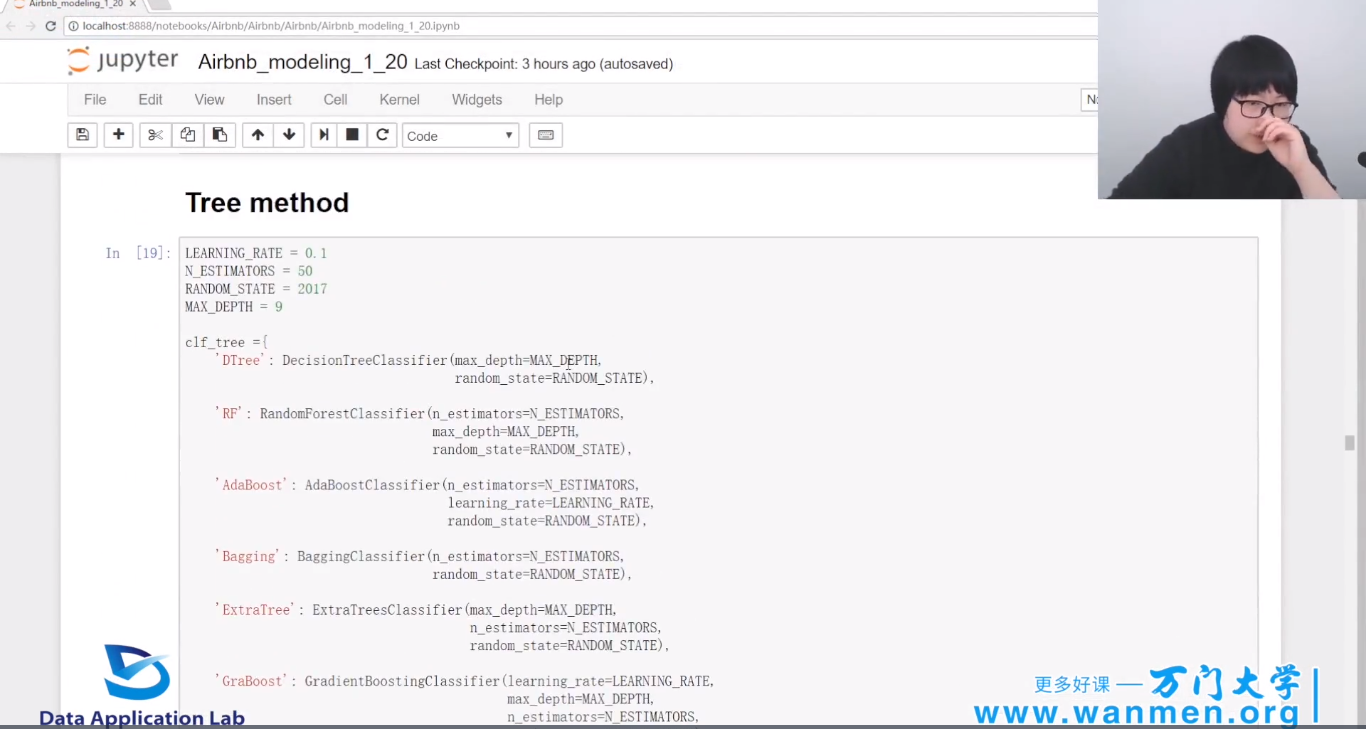 Airbnb_modeling_1_20
localhost:8888/notebooks/Airbnb/Airbnb/Airbnb/Airbnb_modeling_1_20.ipynb
jupyter Airbnb_modeling_1_20 Last Checkpoint: 3 hours ago (autosaved)
File Edit View Insert Cell Kernel Widgets Help
Code
Tree method
In [19]: LEARNING_RATE = 0.1
N_ESTIMATORS = 50
RANDOM_STATE = 2017
MAX_DEPTH = 9
clf_tree ={
'DTree': DecisionTreeClassifier(max_depth=MAX_DEPTH,
random_state=RANDOM_STATE),
'RF': RandomForestClassifier(n_estimators=N_ESTIMATORS,
max_depth=MAX_DEPTH,
random_state=RANDOM_STATE),
'AdaBoost': AdaBoostClassifier(n_estimators=N_ESTIMATORS,
learning_rate=LEARNING_RATE,
random_state=RANDOM_STATE),
'Bagging': BaggingClassifier(n_estimators=N_ESTIMATORS,
random_state=RANDOM_STATE),
'ExtraTree': ExtraTreesClassifier(max_depth=MAX_DEPTH,
n_estimators=N_ESTIMATORS,
random_state=RANDOM_STATE),
'GraBoost': GradientBoostingClassifier(learning_rate=LEARNING_RATE,
max_depth=MAX_DEPTH,
n_estimators=N_ESTIMATORS,
Data Application Lab
更多好课 — 万门大学
www.wanmen.org